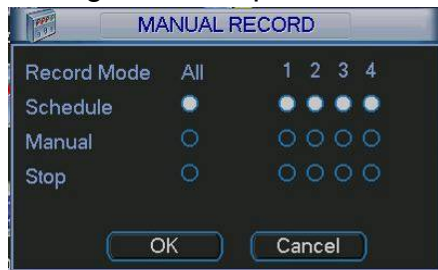 MANUAL RECORD
Record Mode All 1 2 3 4
Schedule
Manual
Stop
OK Cancel